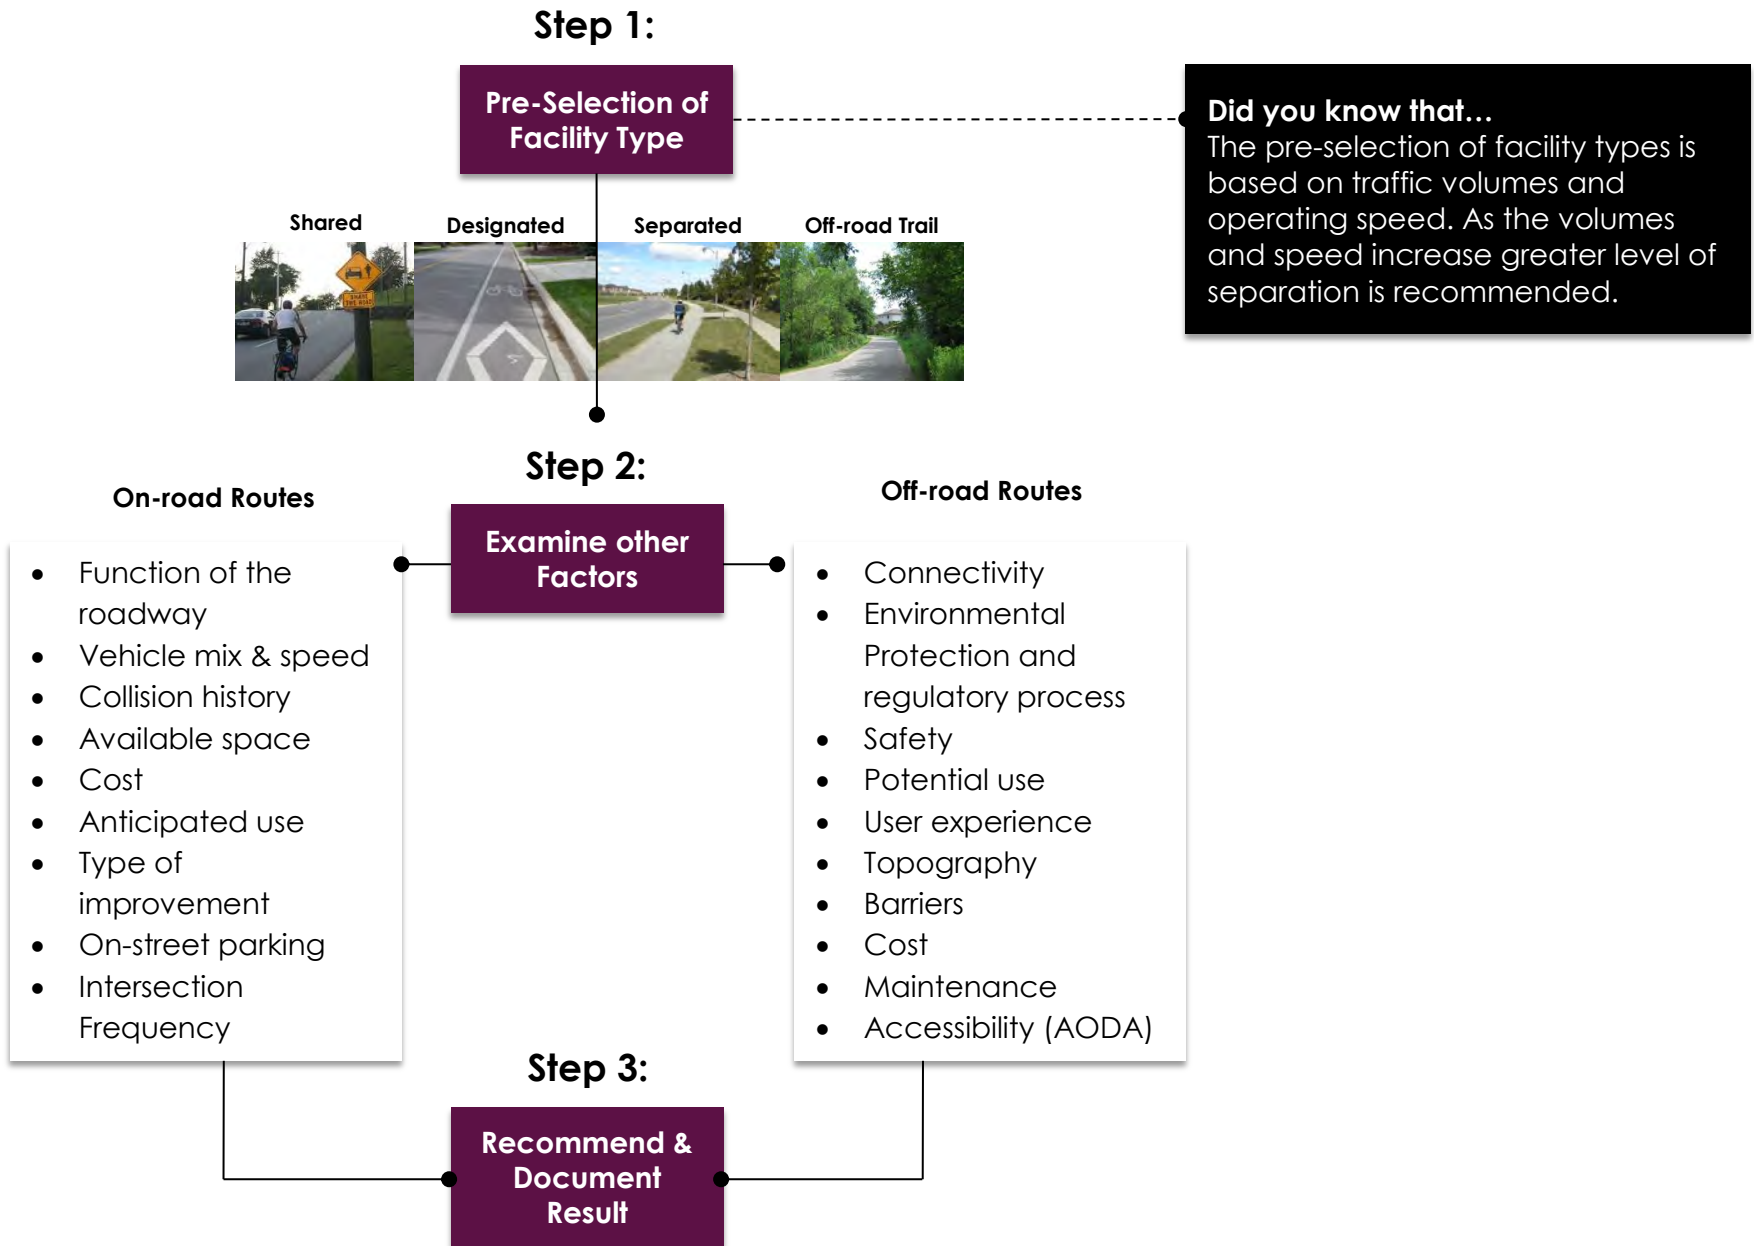 Step 1:
Pre-Selection of
Facility Type
Did you know that...
The pre-selection of facility types is
based on traffic volumes and
operating speed. As the volumes
and speed increase greater level of
separation is recommended.
Shared
Designated
Separated
Off-road Trail
SHARE
THE ROAD
Step 2:
Examine other
Factors
On-road Routes
• Function of the
roadway
• Vehicle mix & speed
• Collision history
• Available space
• Cost
• Anticipated use
• Type of
improvement
• On-street parking
• Intersection
Frequency
Off-road Routes
• Connectivity
• Environmental
Protection and
regulatory process
• Safety
• Potential use
• User experience
• Topography
• Barriers
• Cost
• Maintenance
• Accessibility (AODA)
Step 3:
Recommend &
Document
Result